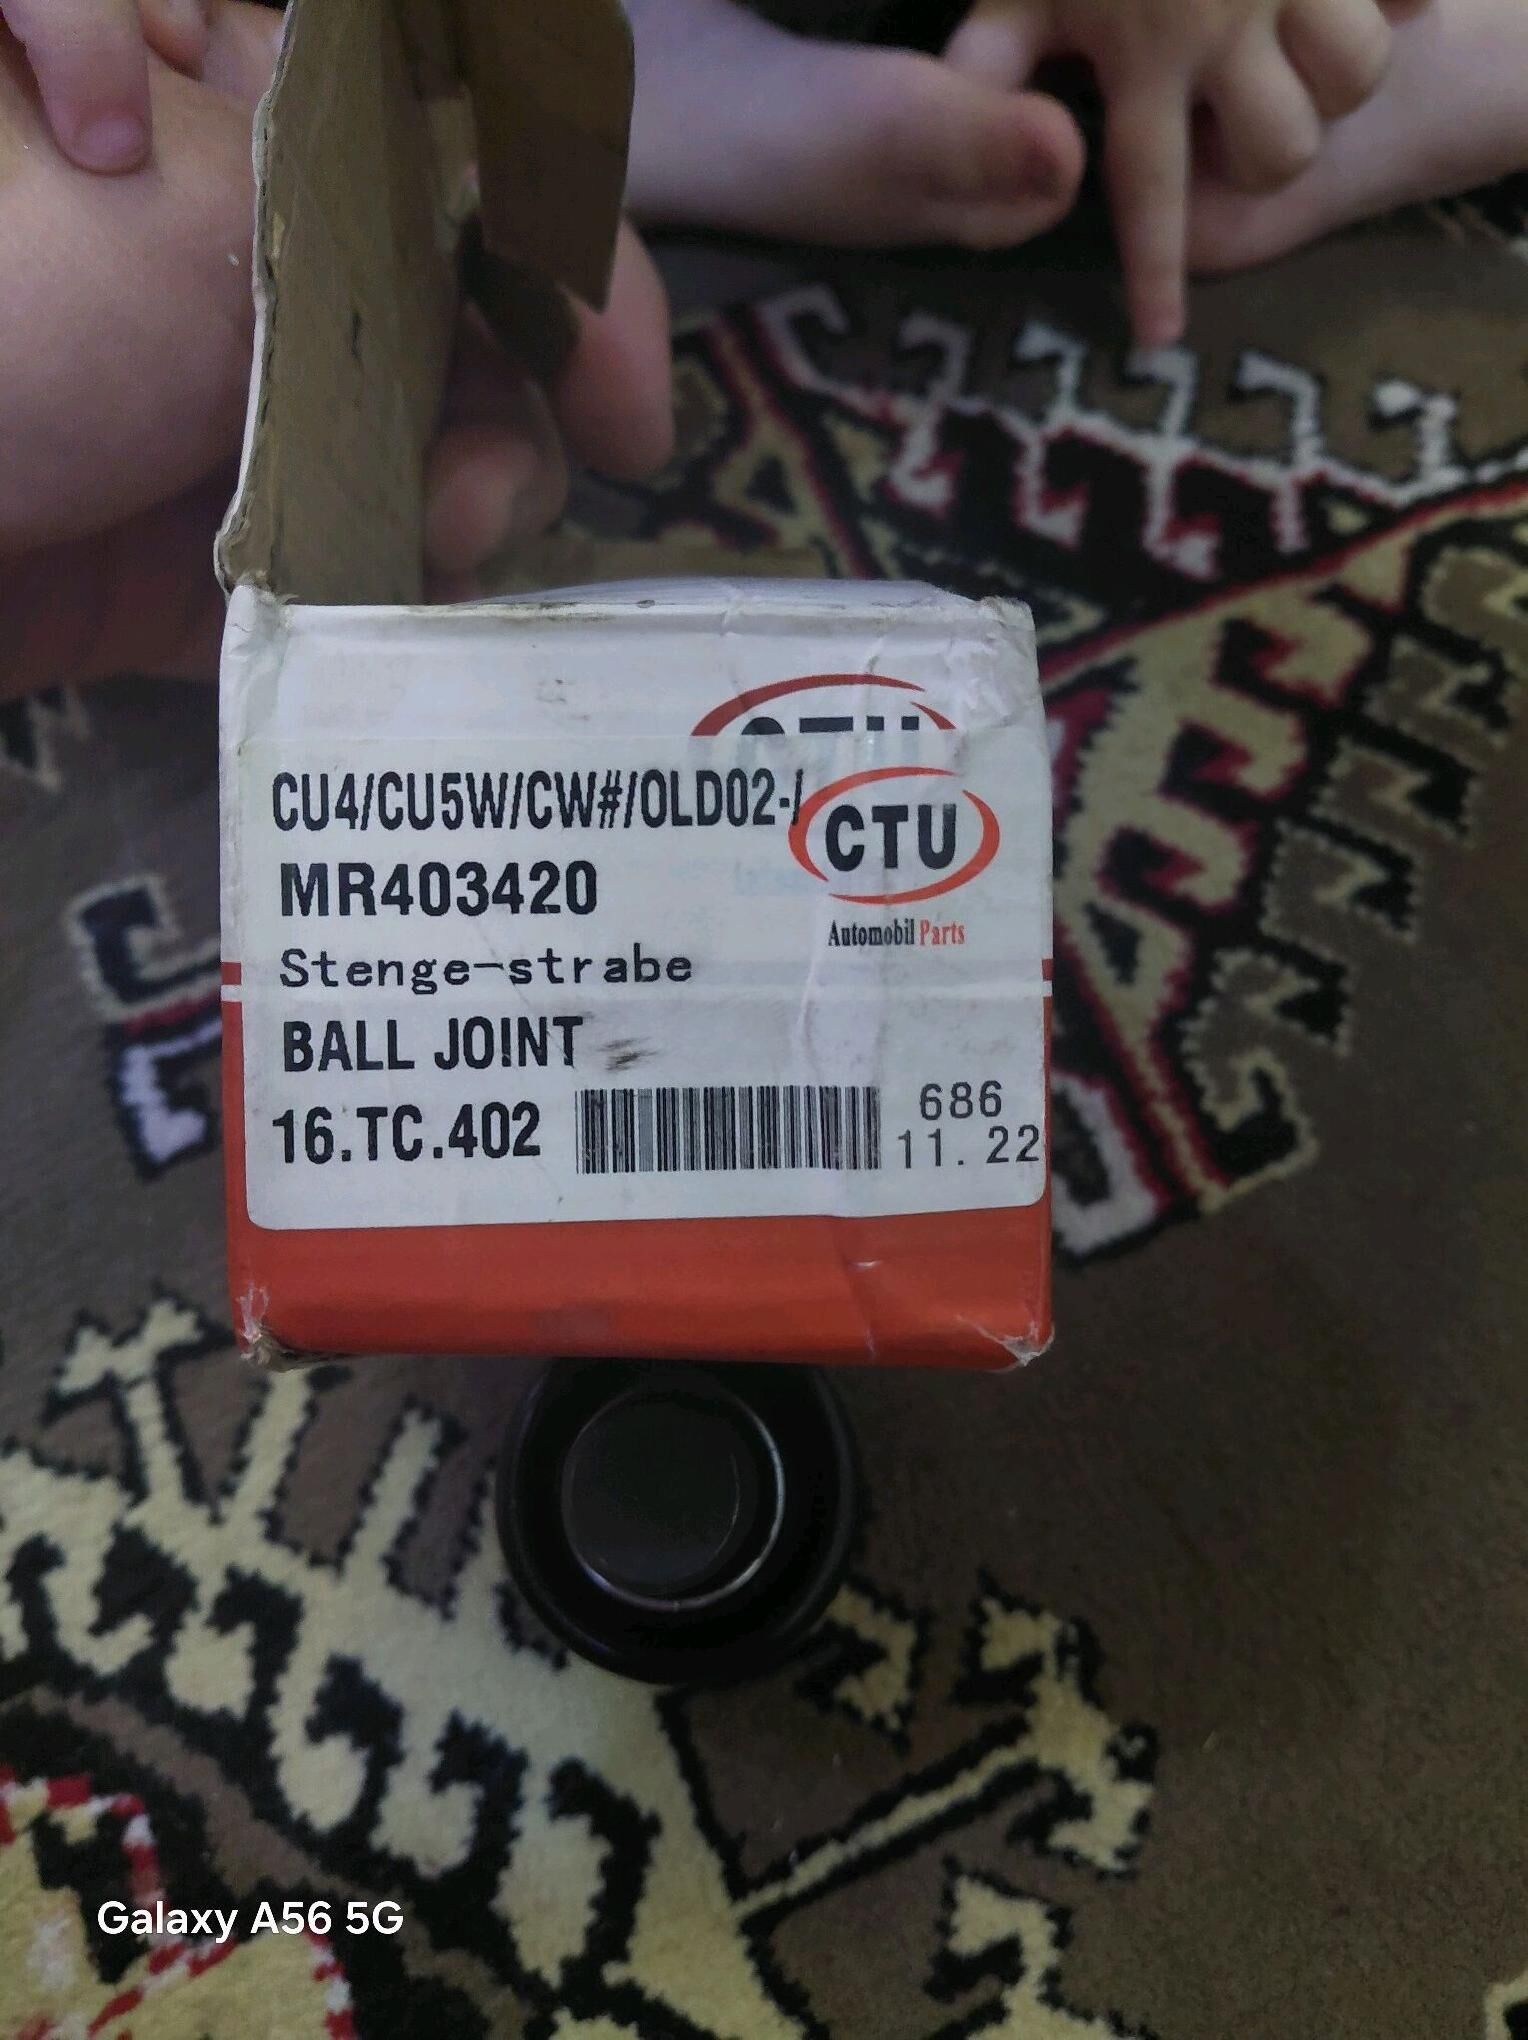 CTU
CU4/CU5W/CW#/OLD02-/
CTU
MR403420
Automobil Parts
Stenge-strabe
BALL JOINT
16.TC.402
686
11. 22
Galaxy A56 5G